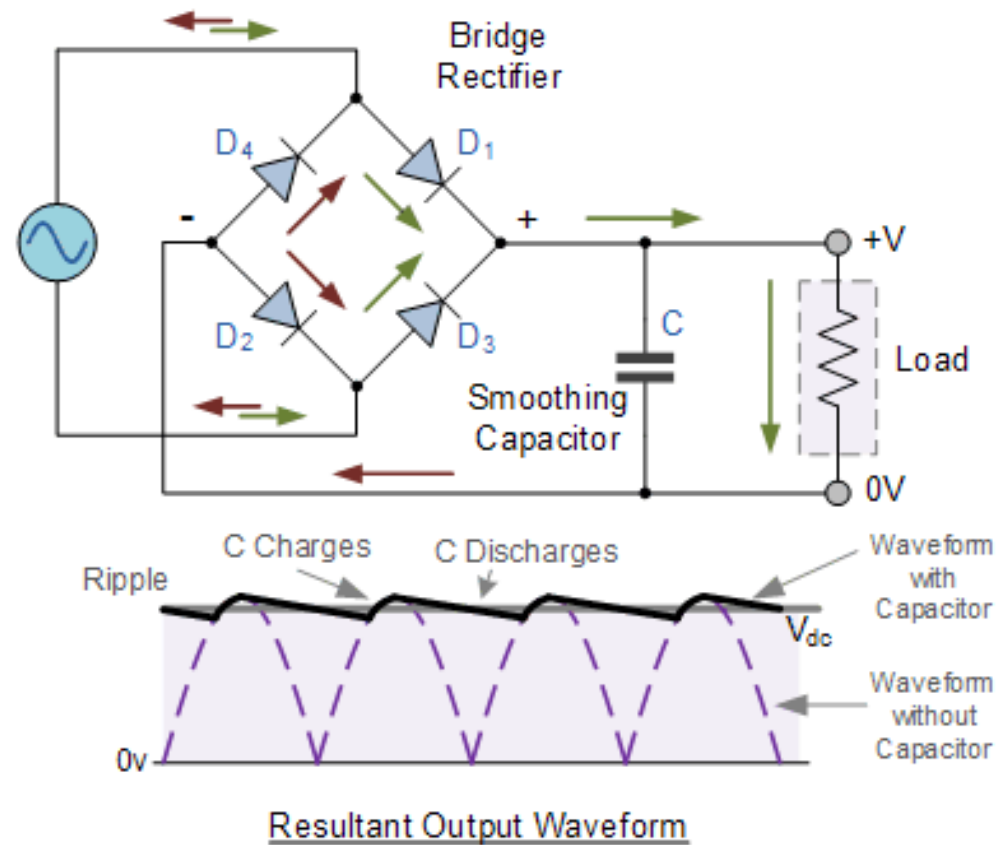 Bridge
Rectifier
D4
D1
-
+
+V
D2
D3
C
Load
Smoothing
Capacitor
0V
C Charges
C Discharges
Waveform
with
Capacitor
Ripple
Vdc
Waveform
without
Capacitor
0v
Resultant Output Waveform